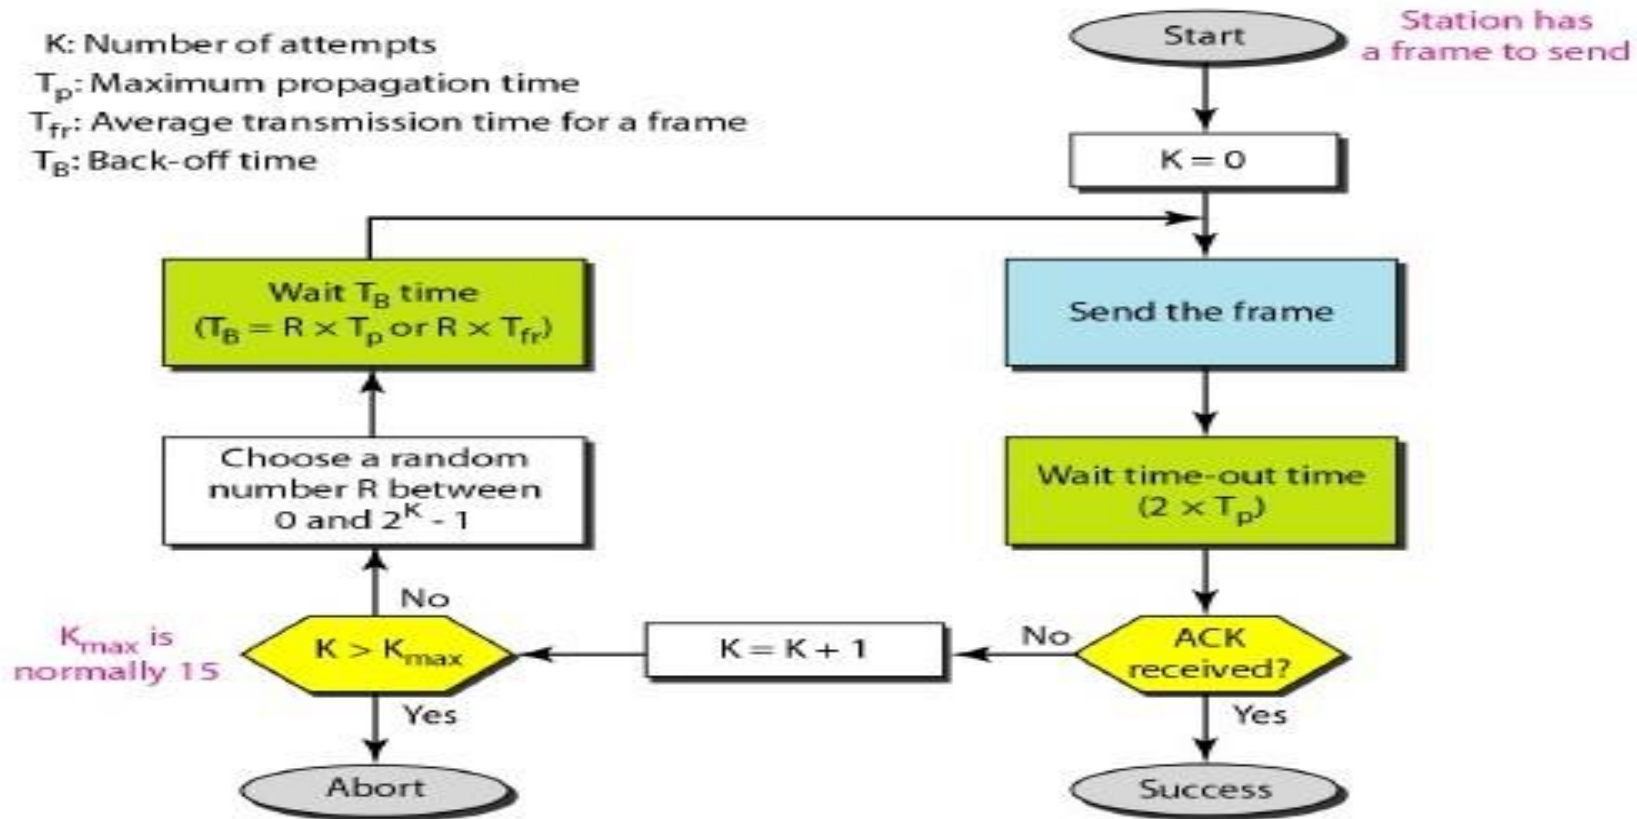 K: Number of attempts
Tp: Maximum propagation time
Tfr: Average transmission time for a frame
TB: Back-off time
Start
Station has
a frame to send
K = 0
Wait TB time
(TB = R × Tp or R × Tfr)
Send the frame
Choose a random
number R between
0 and 2^K - 1
Wait time-out time
(2 × Tp)
No
Kmax is
normally 15
K > Kmax
K = K + 1
No
ACK
received?
Yes
Yes
Abort
Success